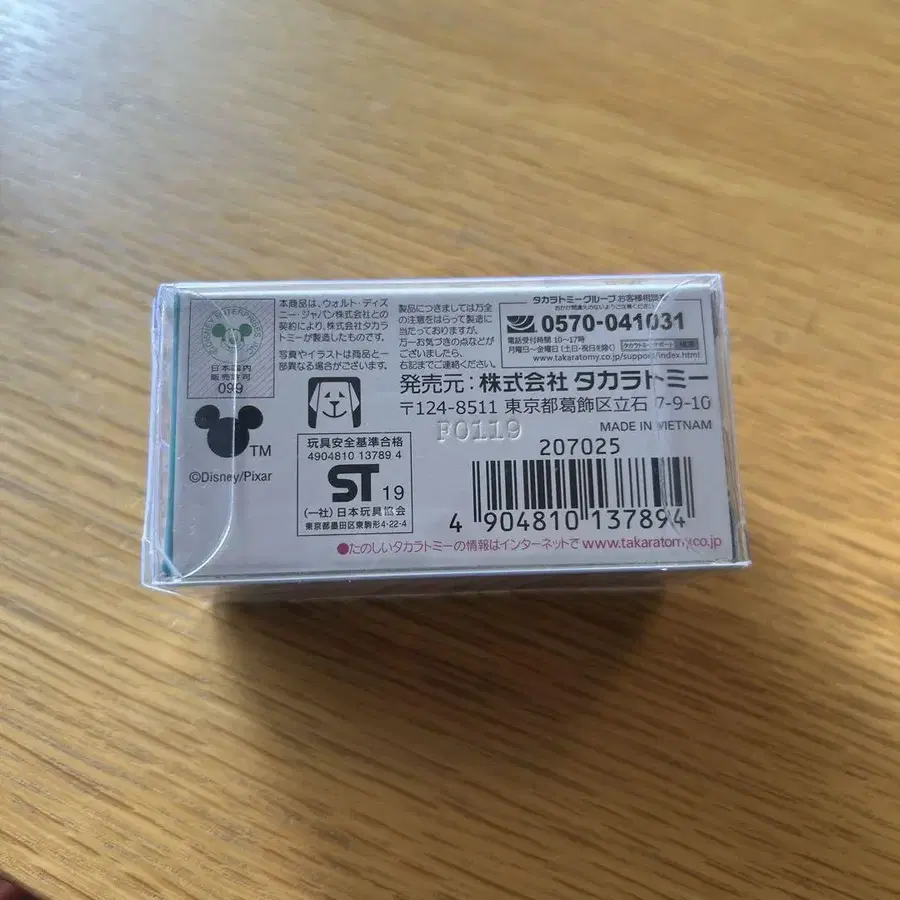 本商品は、ウォルト・ディズ
ニー・ジャパン株式会社との
契約により、株式会社タカラ
トミーが製造したものです。
写真やイラストは商品と一
部異なる場合がございます。
日本国内
販売許可
099
TM
©Disney/Pixar
製品につきましては万全
の注意をはらって製造に
当たっておりますが、
万一お気づきの点などが
ございましたら、
右記までご連絡ください。
タカラトミーグループ お客様相談室
0570-041031
電話受付時間 10~17時
月曜日~金曜日(土・日・祝日を除く)
www.takaratomy.co.jp/support/index.html
発売元:株式会社 タカラトミー
〒124-8511 東京都葛飾区立石 7-9-10
F0119
MADE IN VIETNAM
玩具安全基準合格
4904810 13789 4
ST 19
(一社)日本玩具協会
東京都墨田区東駒形4-22-4
207025
4 904810 137894
●たのしいタカラトミーの情報はインターネットで www.takaratomy.co.jp